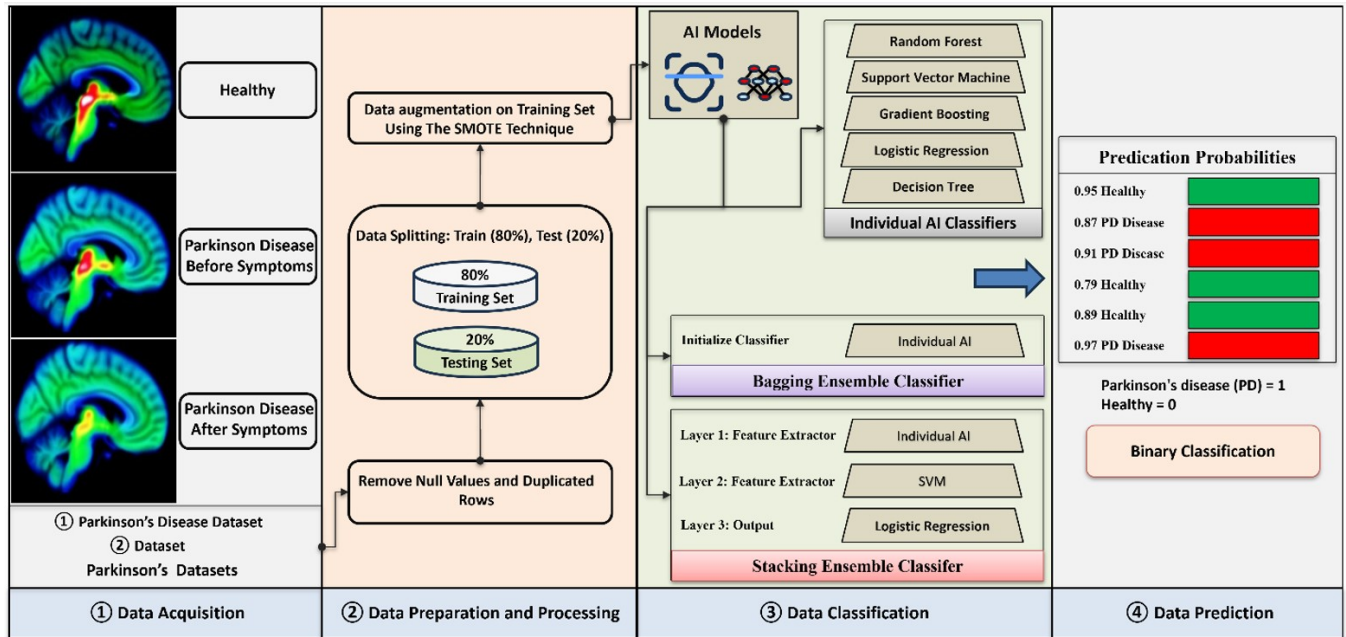 Healthy
Parkinson Disease
Before Symptoms
Parkinson Disease
After Symptoms
① Parkinson's Disease Dataset
② Dataset
Parkinson's Datasets
① Data Acquisition
Data augmentation on Training Set
Using The SMOTE Technique
Data Splitting: Train (80%), Test (20%)
80%
Training Set
20%
Testing Set
Remove Null Values and Duplicated
Rows
② Data Preparation and Processing
AI Models
Random Forest
Support Vector Machine
Gradient Boosting
Logistic Regression
Decision Tree
Individual AI Classifiers
Initialize Classifier
Individual AI
Bagging Ensemble Classifier
Layer 1: Feature Extractor
Individual AI
Layer 2: Feature Extractor
SVM
Layer 3: Output
Logistic Regression
Stacking Ensemble Classifer
③ Data Classification
Predication Probabilities
0.95 Healthy
0.87 PD Disease
0.91 PD Disease
0.79 Healthy
0.89 Healthy
0.97 PD Disease
Parkinson's disease (PD) = 1
Healthy = 0
Binary Classification
④ Data Prediction